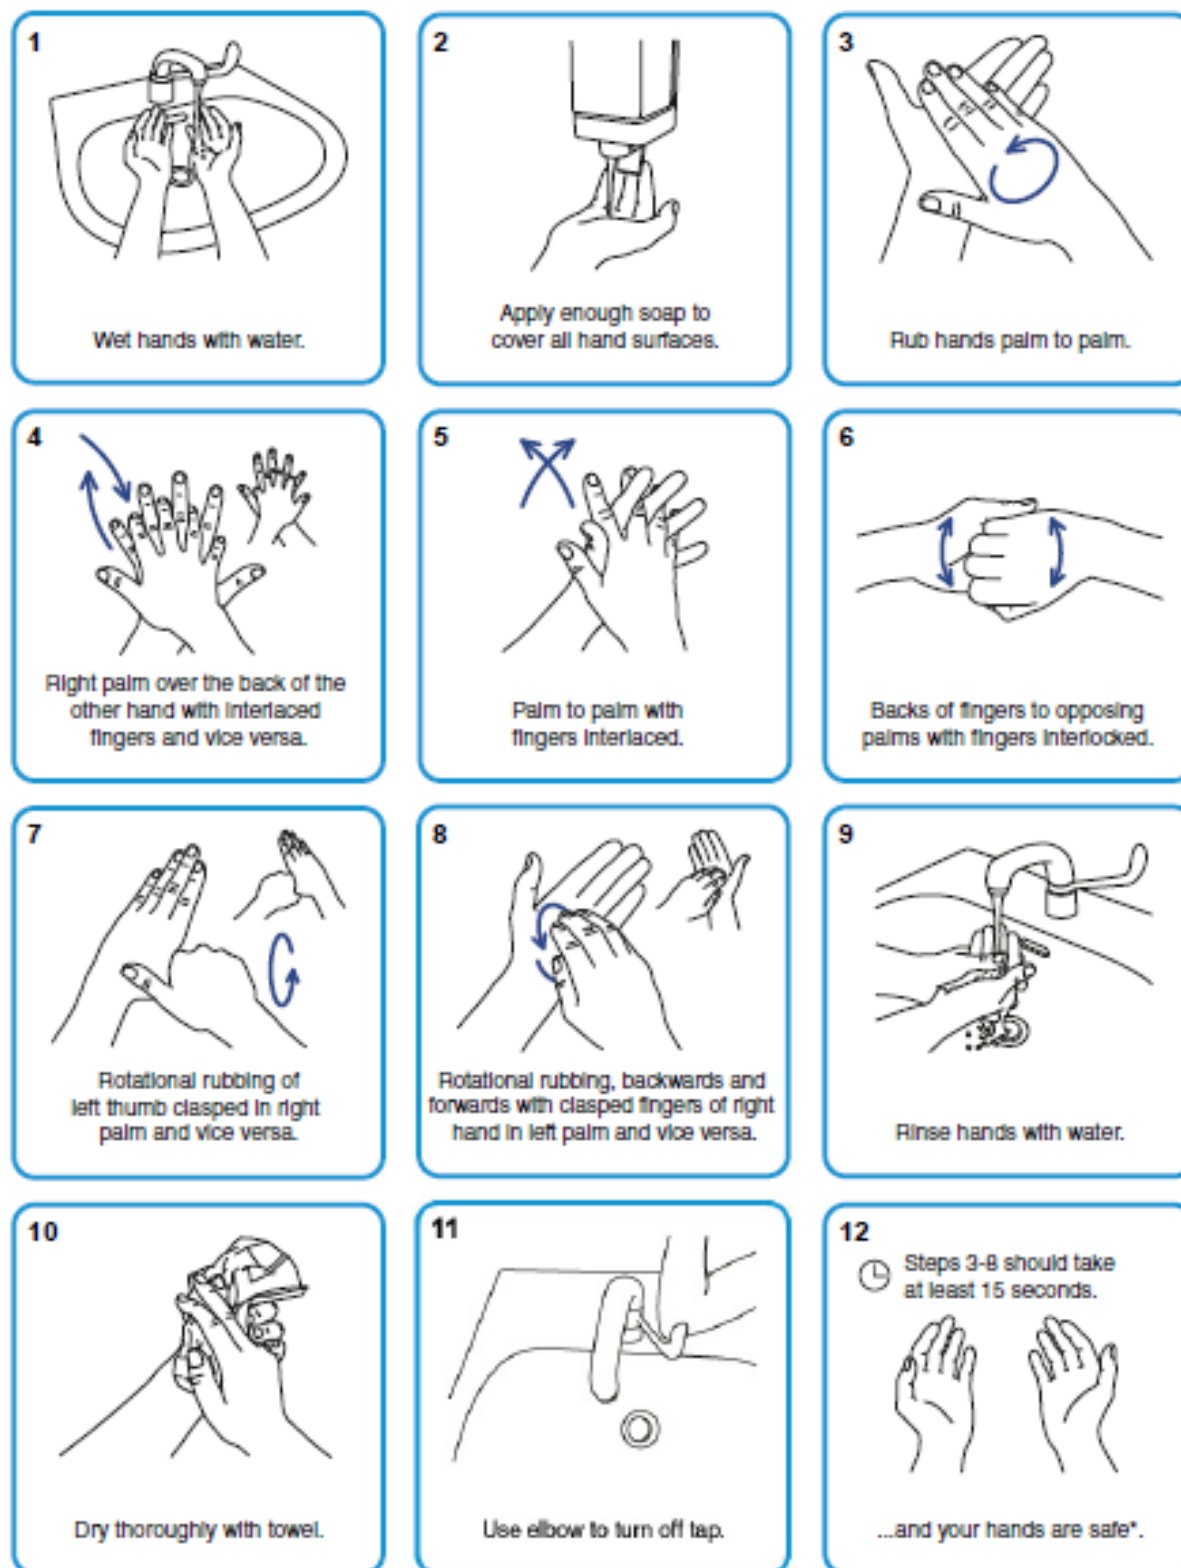 1
Wet hands with water.
2
Apply enough soap to
cover all hand surfaces.
3
Rub hands palm to palm.
4
Right palm over the back of the
other hand with interlaced
fingers and vice versa.
5
Palm to palm with
fingers interlaced.
6
Backs of fingers to opposing
palms with fingers interlocked.
7
Rotational rubbing of
left thumb clasped in right
palm and vice versa.
8
Rotational rubbing, backwards and
forwards with clasped fingers of right
hand in left palm and vice versa.
9
Rinse hands with water.
10
Dry thoroughly with towel.
11
Use elbow to turn off tap.
12
Steps 3-8 should take
at least 15 seconds.
...and your hands are safe*.